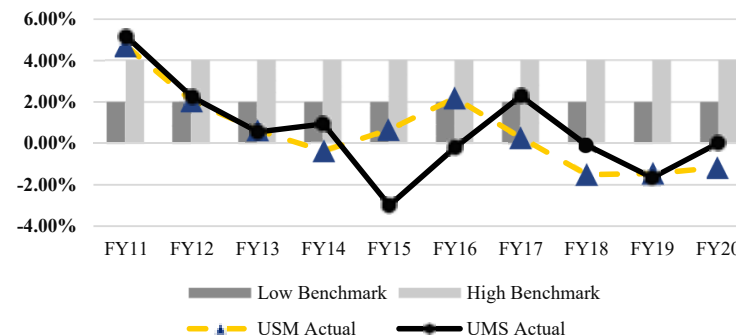 6.00%
4.00%
2.00%
0.00%
-2.00%
-4.00%
FY11 FY12 FY13 FY14 FY15 FY16 FY17 FY18 FY19 FY20
Low Benchmark High Benchmark
USM Actual UMS Actual